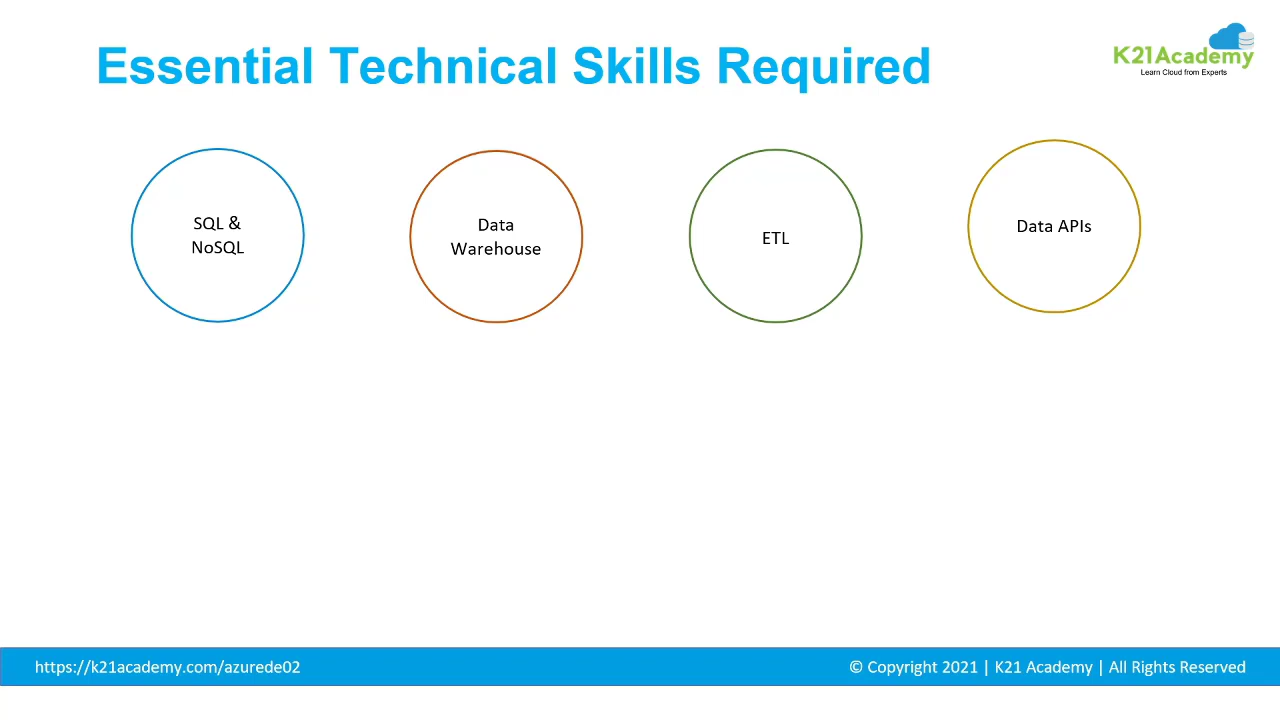 Essential Technical Skills Required
K21Academy
Learn Cloud from Experts
SQL &
NoSQL
Data
Warehouse
ETL
Data APIs
https://k21academy.com/azurede02
© Copyright 2021 | K21 Academy | All Rights Reserved